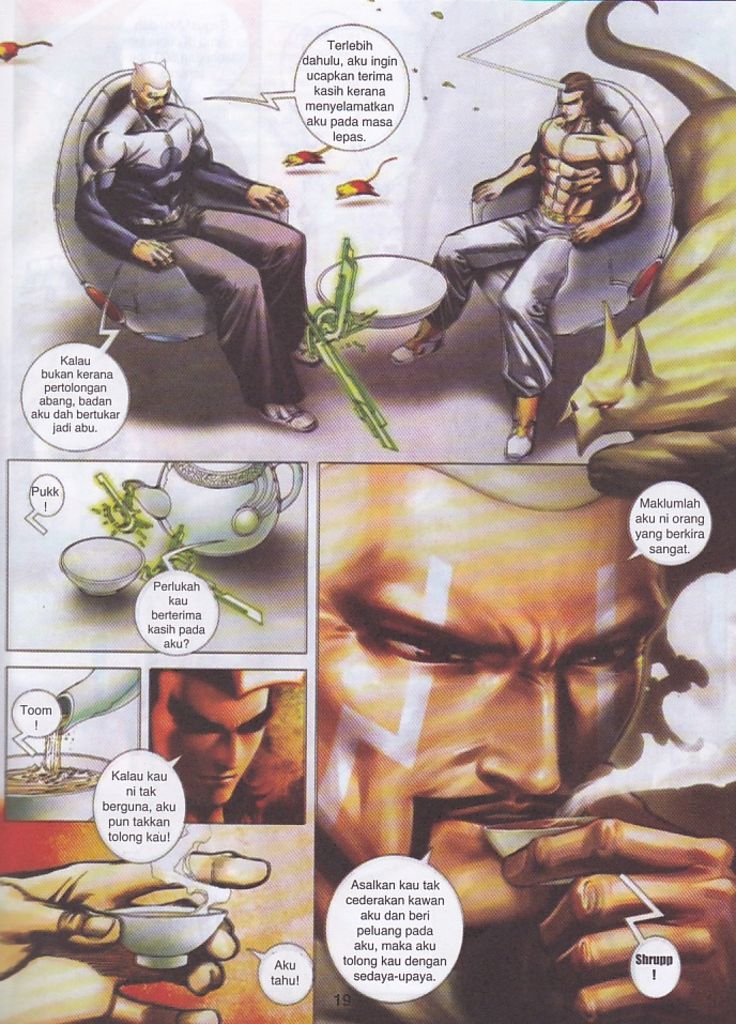 Terlebih
dahulu, aku ingin
ucapkan terima
kasih kerana
menyelamatkan
aku pada masa
lepas.
Kalau
bukan kerana
pertolongan
abang, badan
aku dah bertukar
jadi abu.
Pukk
!
Perlukah
kau
berterima
kasih pada
aku?
Maklumlah
aku ni orang
yang berkira
sangat.
Toom
!
Kalau kau
ni tak
berguna, aku
pun takkan
tolong kau!
Aku
tahu!
Asalkan kau tak
cederakan kawan
aku dan beri
peluang pada
aku, maka aku
tolong kau dengan
sedaya-upaya.
Shrupp
!
19